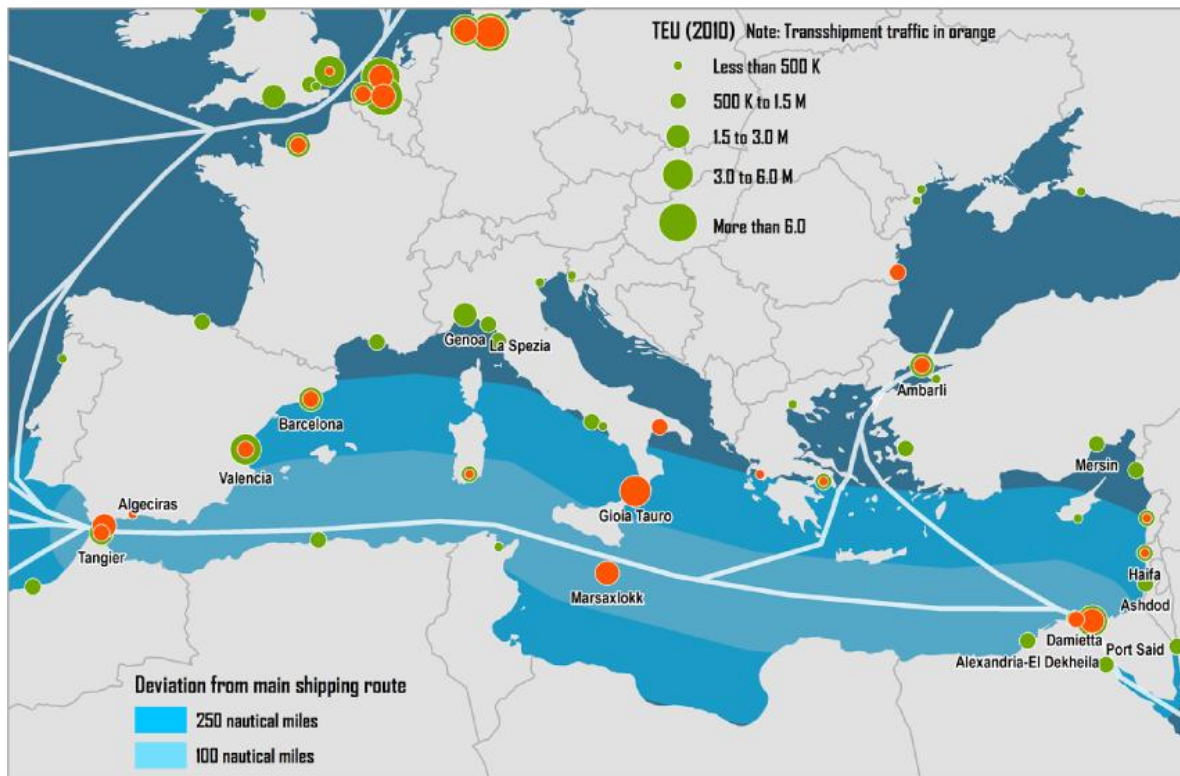 TEU (2010) Note: Transshipment traffic in orange
Less than 500 K
500 K to 1.5 M
1.5 to 3.0 M
3.0 to 6.0 M
More than 6.0
Genoa
La Spezia
Ambarli
Barcelona
Valencia
Mersin
Algeciras
Gioia Tauro
Tangier
Marsaxlokk
Haifa
Ashdod
Damietta
Port Said
Alexandria-El Dekheila
Deviation from main shipping route
250 nautical miles
100 nautical miles